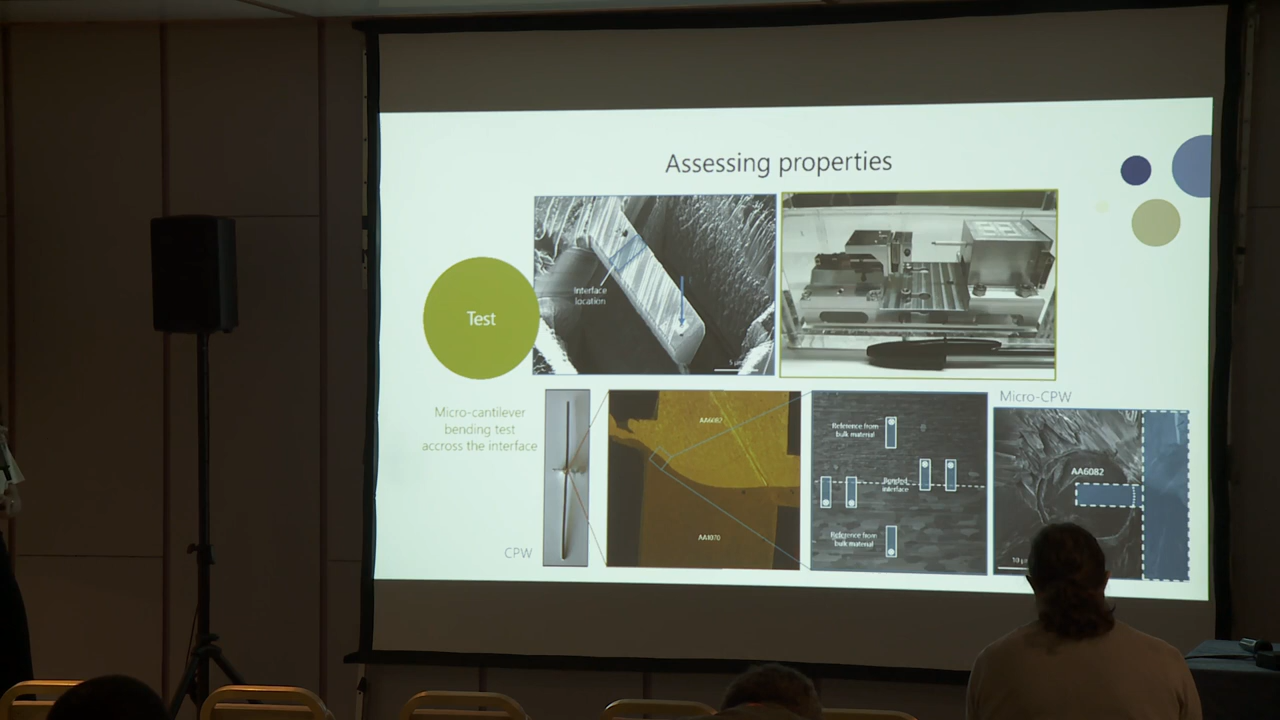 Assessing properties
Test
Interface
location
5 µ
Micro-cantilever
bending test
accross the interface
CPW
AA6082
AA1070
Reference from
bulk material
Bonded
interface
Reference from
bulk material
Micro-CPW
AA6082
10 µ